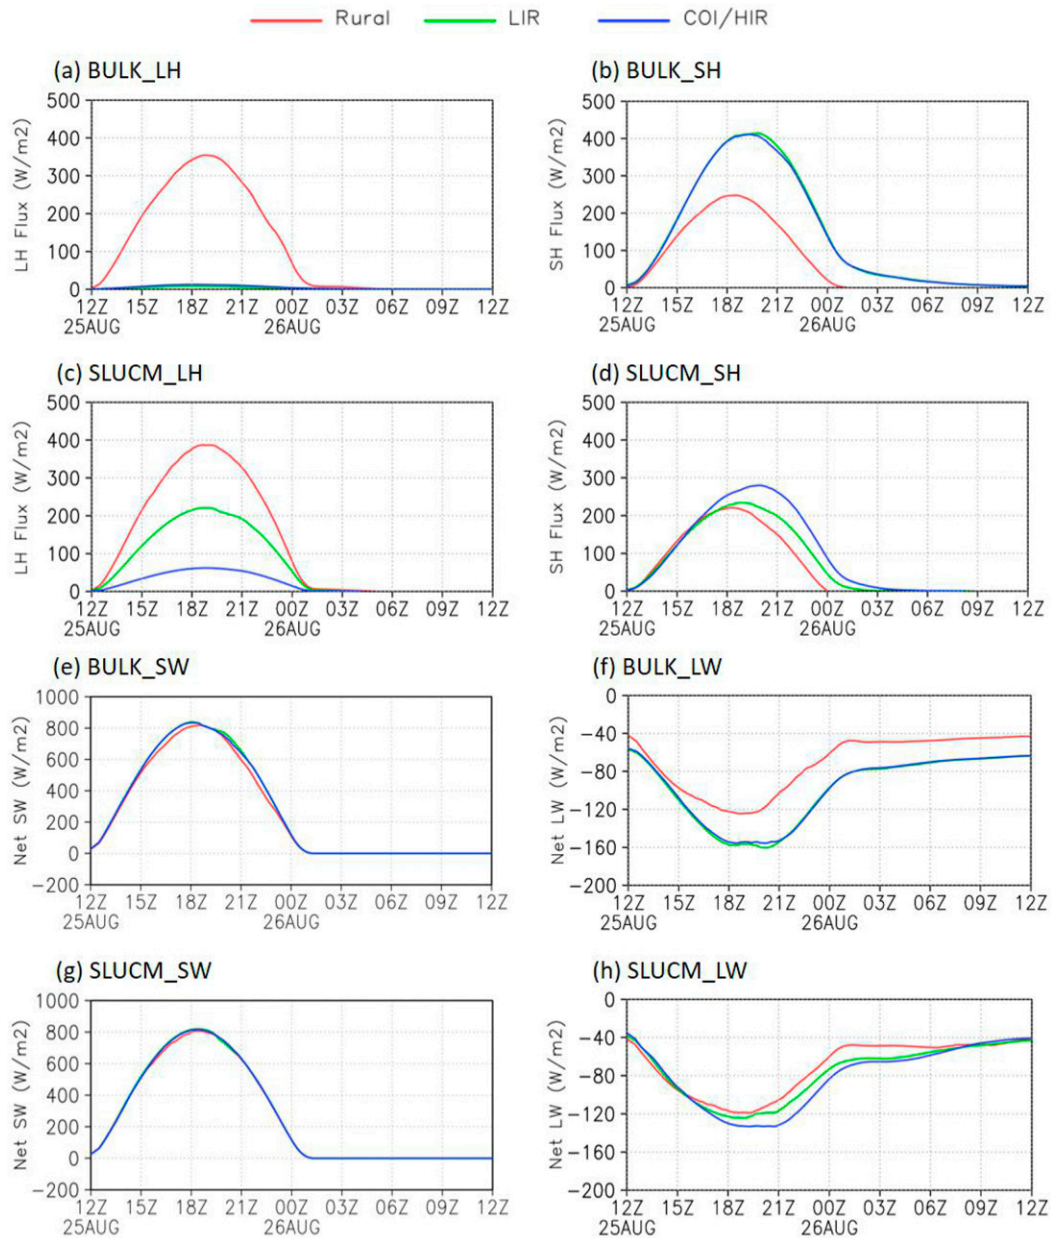 Rural LIR COI/HIR
(a) BULK_LH
500
400
300
200
100
0
LH Flux (W/m2)
12Z 15Z 18Z 21Z 00Z 03Z 06Z 09Z 12Z
25AUG 26AUG
(b) BULK_SH
500
400
300
200
100
0
SH Flux (W/m2)
12Z 15Z 18Z 21Z 00Z 03Z 06Z 09Z 12Z
25AUG 26AUG
(c) SLUCM_LH
500
400
300
200
100
0
LH Flux (W/m2)
12Z 15Z 18Z 21Z 00Z 03Z 06Z 09Z 12Z
25AUG 26AUG
(d) SLUCM_SH
500
400
300
200
100
0
SH Flux (W/m2)
12Z 15Z 18Z 21Z 00Z 03Z 06Z 09Z 12Z
25AUG 26AUG
(e) BULK_SW
1000
800
600
400
200
0
-200
Net SW (W/m2)
12Z 15Z 18Z 21Z 00Z 03Z 06Z 09Z 12Z
25AUG 26AUG
(f) BULK_LW
0
-40
-80
-120
-160
-200
Net LW (W/m2)
12Z 15Z 18Z 21Z 00Z 03Z 06Z 09Z 12Z
25AUG 26AUG
(g) SLUCM_SW
1000
800
600
400
200
0
-200
Net SW (W/m2)
12Z 15Z 18Z 21Z 00Z 03Z 06Z 09Z 12Z
25AUG 26AUG
(h) SLUCM_LW
0
-40
-80
-120
-160
-200
Net LW (W/m2)
12Z 15Z 18Z 21Z 00Z 03Z 06Z 09Z 12Z
25AUG 26AUG